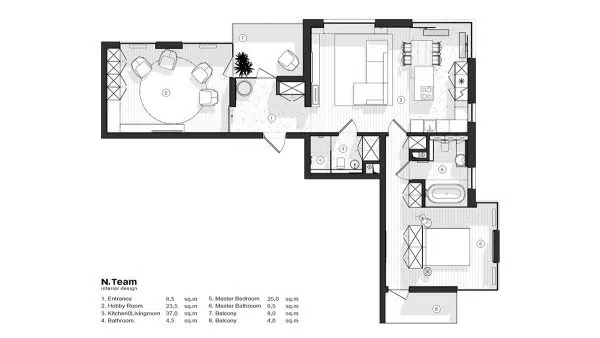 7
2
1
3
4
6
5
8
N.Team
interior design
1. Entrance 8,5 sq.m
2. Hobby Room 23,5 sq.m
3. Kitchen&Livingroom 37,0 sq.m
4. Bathroom 4,5 sq.m
5. Master Bedroom 25,0 sq.m
6. Master Bathroom 6,5 sq.m
7. Balcony 8,0 sq.m
8. Balcony 4,0 sq.m